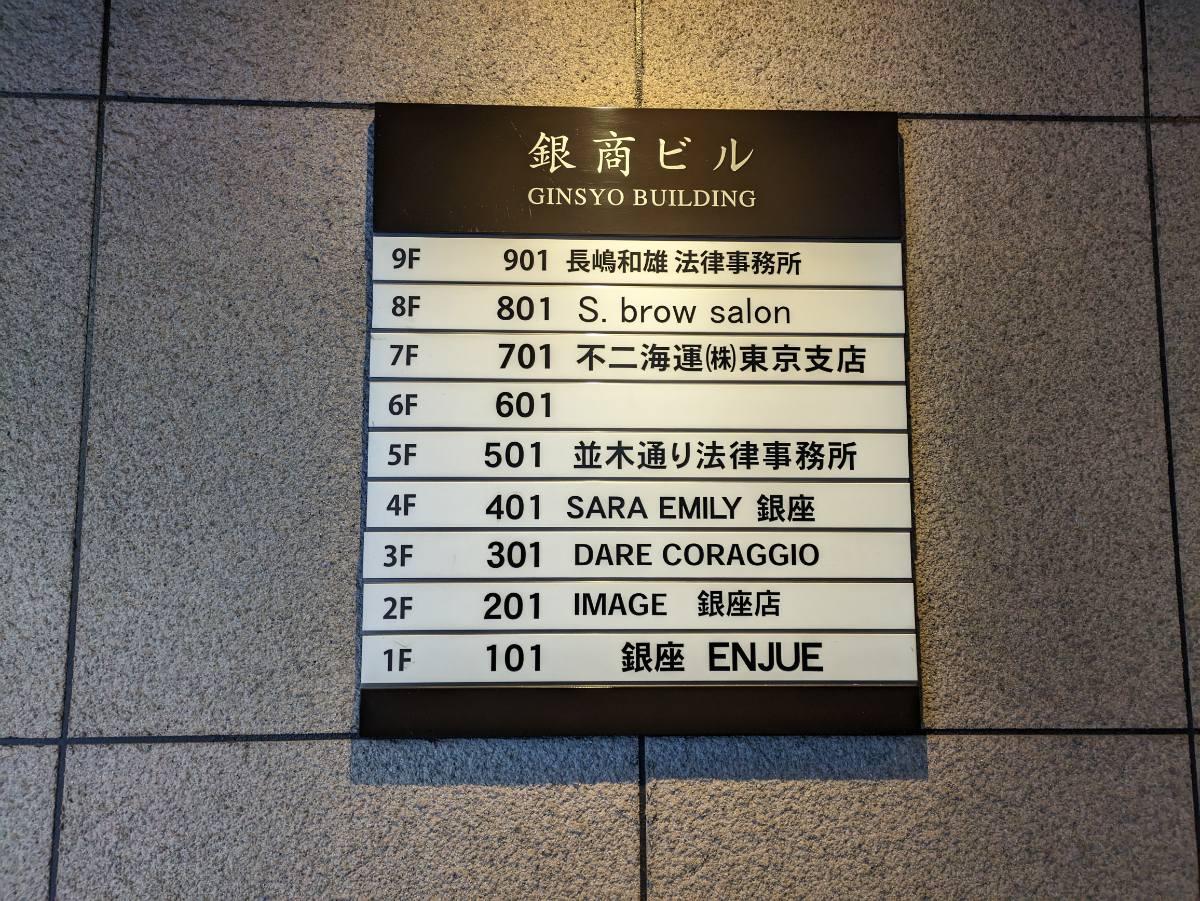 銀商ビル
GINSYO BUILDING
9F 901 長嶋和雄 法律事務所
8F 801 S. brow salon
7F 701 不二海運㈱東京支店
6F 601
5F 501 並木通り法律事務所
4F 401 SARA EMILY 銀座
3F 301 DARE CORAGGIO
2F 201 IMAGE 銀座店
1F 101 銀座 ENJUE